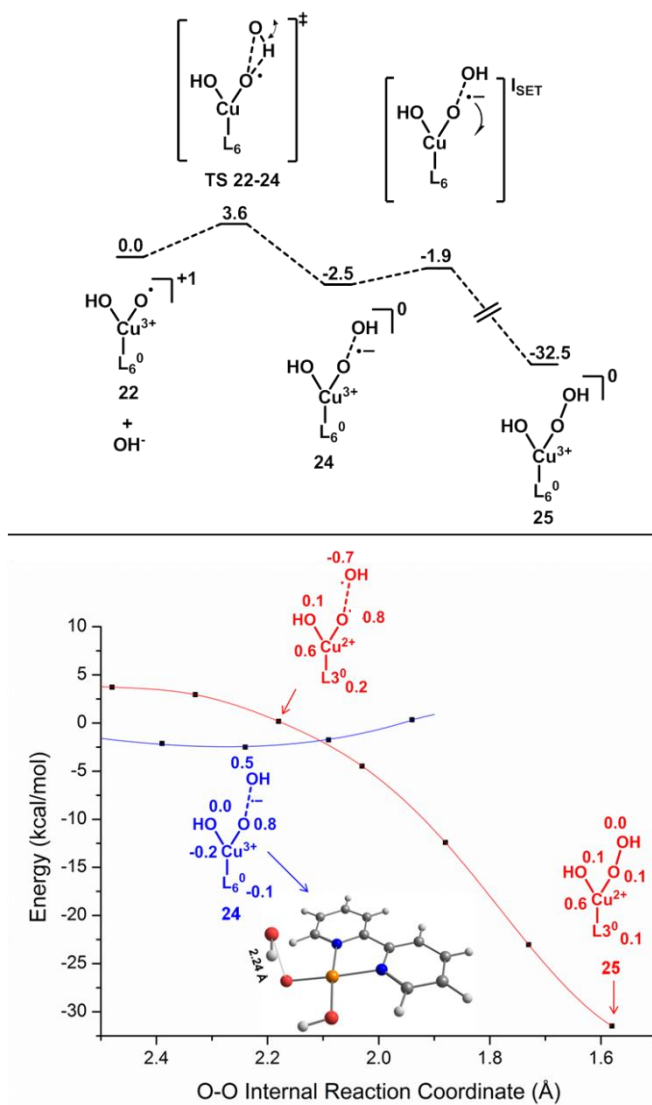 O
H
HO
O•
Cu
L6
‡
TS 22-24
OH
HO
O
•–
Cu
L6
ISET
0.0
3.6
-2.5
-1.9
-32.5
HO
O•
+1
Cu3+
L60
22
+
OH-
OH
0
HO
O
•–
Cu3+
L60
24
OH
0
HO
O
Cu3+
L60
25
-0.7
•OH
0.1
HO
O•
0.8
0.6 Cu2+
L30 0.2
0.5
OH
0.0
•–
HO
O 0.8
-0.2 Cu3+
L60 -0.1
24
2.24 Å
0.0
OH
0.1
HO
O 0.1
0.6 Cu2+
L30 0.1
25
Energy (kcal/mol)
10
5
0
-5
-10
-15
-20
-25
-30
2.4 2.2 2.0 1.8 1.6
O-O Internal Reaction Coordinate (Å)